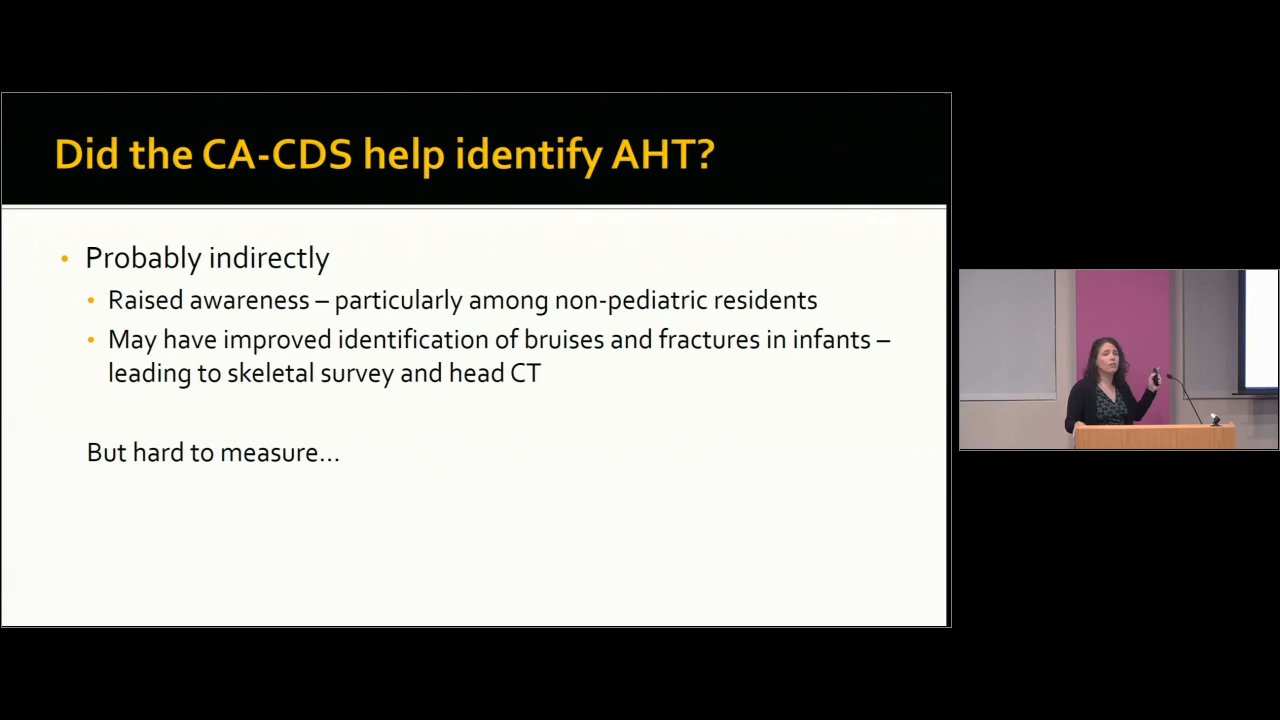 Did the CA-CDS help identify AHT?
• Probably indirectly
• Raised awareness – particularly among non-pediatric residents
• May have improved identification of bruises and fractures in infants –
leading to skeletal survey and head CT
But hard to measure…